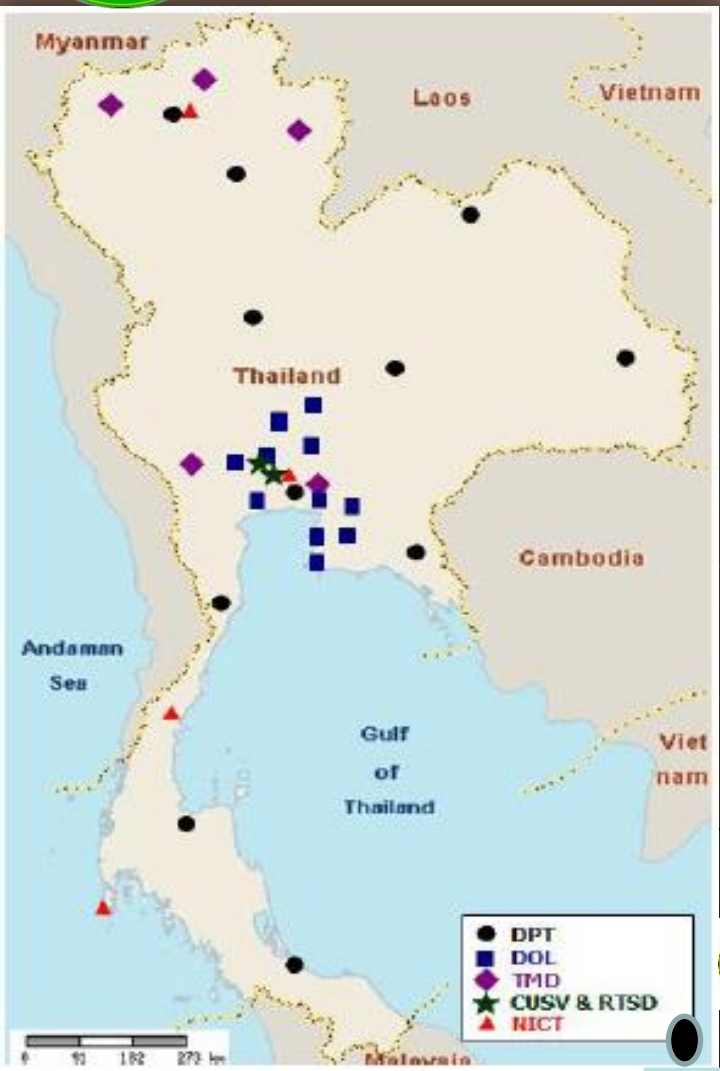 Myanmar
Laos
Vietnam
Thailand
Cambodia
Andaman
Sea
Gulf
of
Thailand
Viet
nam
DPT
DOL
TMD
CUSV & RTSD
NICT
0 91 182 273 km
Malaysia